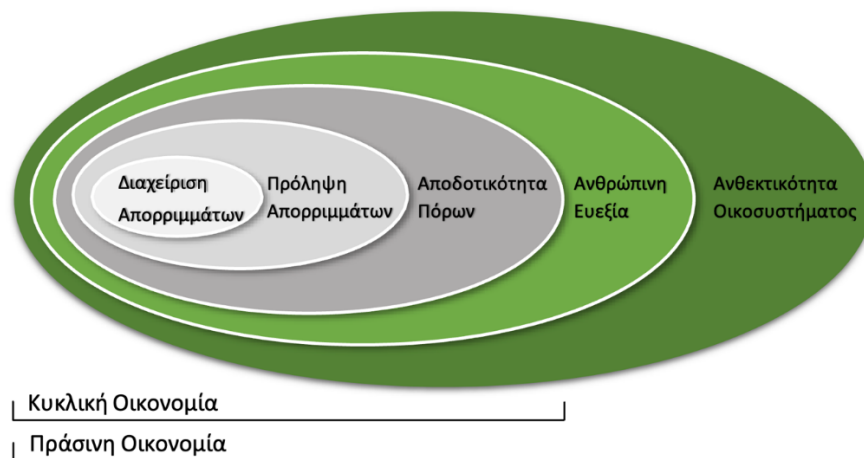 Διαχείριση
Απορριμμάτων
Πρόληψη
Απορριμμάτων
Αποδοτικότητα
Πόρων
Ανθρώπινη
Ευεξία
Ανθεκτικότητα
Οικοσυστήματος
Κυκλική Οικονομία
Πράσινη Οικονομία